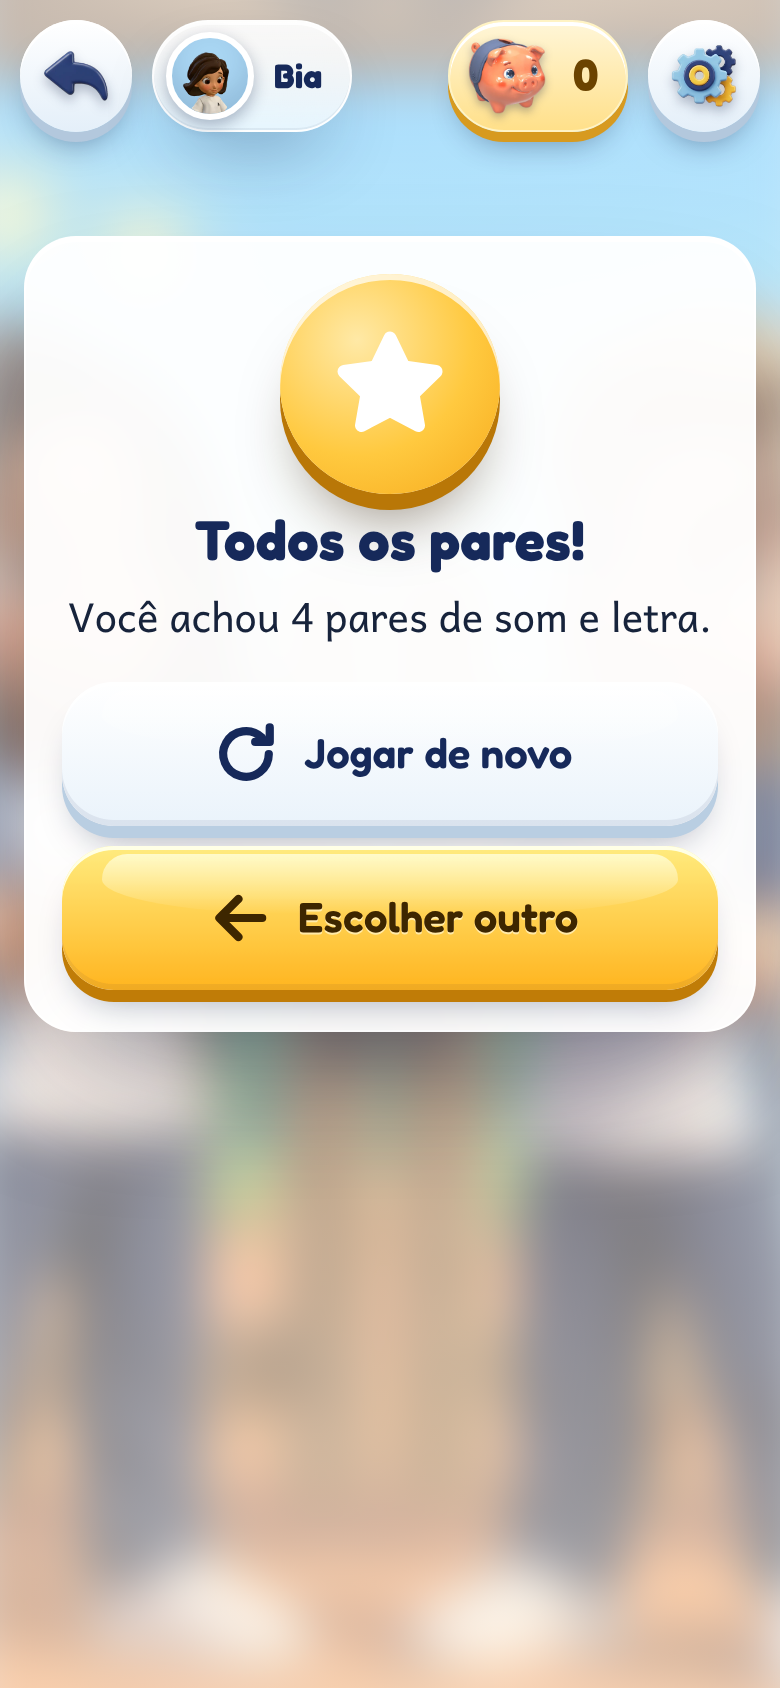 Bia
0
Todos os pares!
Você achou 4 pares de som e letra.
Jogar de novo
Escolher outro